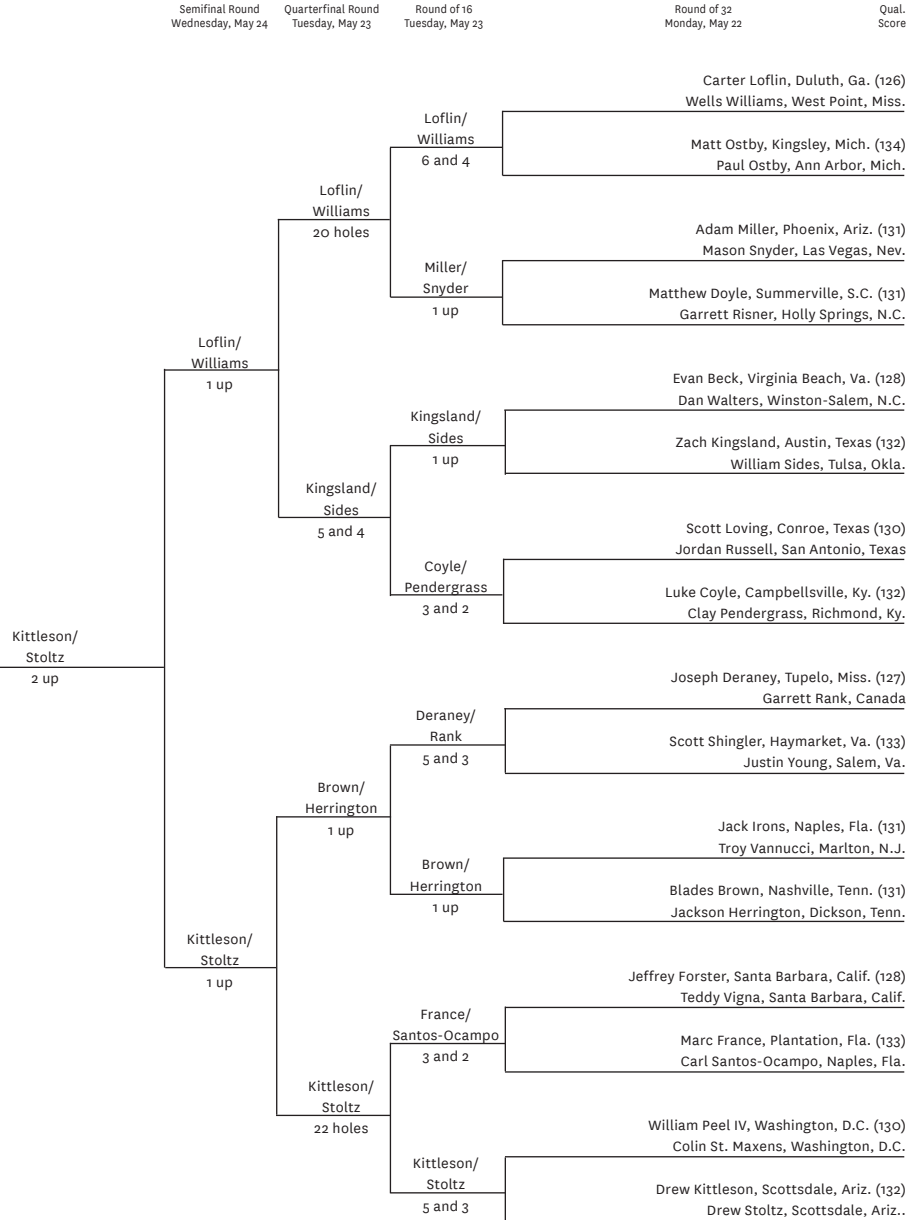 Semifinal Round
Wednesday, May 24
Quarterfinal Round
Tuesday, May 23
Round of 16
Tuesday, May 23
Round of 32
Monday, May 22
Qual.
Score
Carter Loflin, Duluth, Ga. (126)
Wells Williams, West Point, Miss.
Loflin/
Williams
6 and 4
Matt Ostby, Kingsley, Mich. (134)
Paul Ostby, Ann Arbor, Mich.
Loflin/
Williams
20 holes
Adam Miller, Phoenix, Ariz. (131)
Mason Snyder, Las Vegas, Nev.
Miller/
Snyder
1 up
Matthew Doyle, Summerville, S.C. (131)
Garrett Risner, Holly Springs, N.C.
Loflin/
Williams
1 up
Evan Beck, Virginia Beach, Va. (128)
Dan Walters, Winston-Salem, N.C.
Kingsland/
Sides
1 up
Zach Kingsland, Austin, Texas (132)
William Sides, Tulsa, Okla.
Kingsland/
Sides
5 and 4
Scott Loving, Conroe, Texas (130)
Jordan Russell, San Antonio, Texas
Coyle/
Pendergrass
3 and 2
Luke Coyle, Campbellsville, Ky. (132)
Clay Pendergrass, Richmond, Ky.
Kittleson/
Stoltz
2 up
Joseph Deraney, Tupelo, Miss. (127)
Garrett Rank, Canada
Deraney/
Rank
5 and 3
Scott Shingler, Haymarket, Va. (133)
Justin Young, Salem, Va.
Brown/
Herrington
1 up
Jack Irons, Naples, Fla. (131)
Troy Vannucci, Marlton, N.J.
Brown/
Herrington
1 up
Blades Brown, Nashville, Tenn. (131)
Jackson Herrington, Dickson, Tenn.
Kittleson/
Stoltz
1 up
Jeffrey Forster, Santa Barbara, Calif. (128)
Teddy Vigna, Santa Barbara, Calif.
France/
Santos-Ocampo
3 and 2
Marc France, Plantation, Fla. (133)
Carl Santos-Ocampo, Naples, Fla.
Kittleson/
Stoltz
22 holes
William Peel IV, Washington, D.C. (130)
Colin St. Maxens, Washington, D.C.
Kittleson/
Stoltz
5 and 3
Drew Kittleson, Scottsdale, Ariz. (132)
Drew Stoltz, Scottsdale, Ariz..